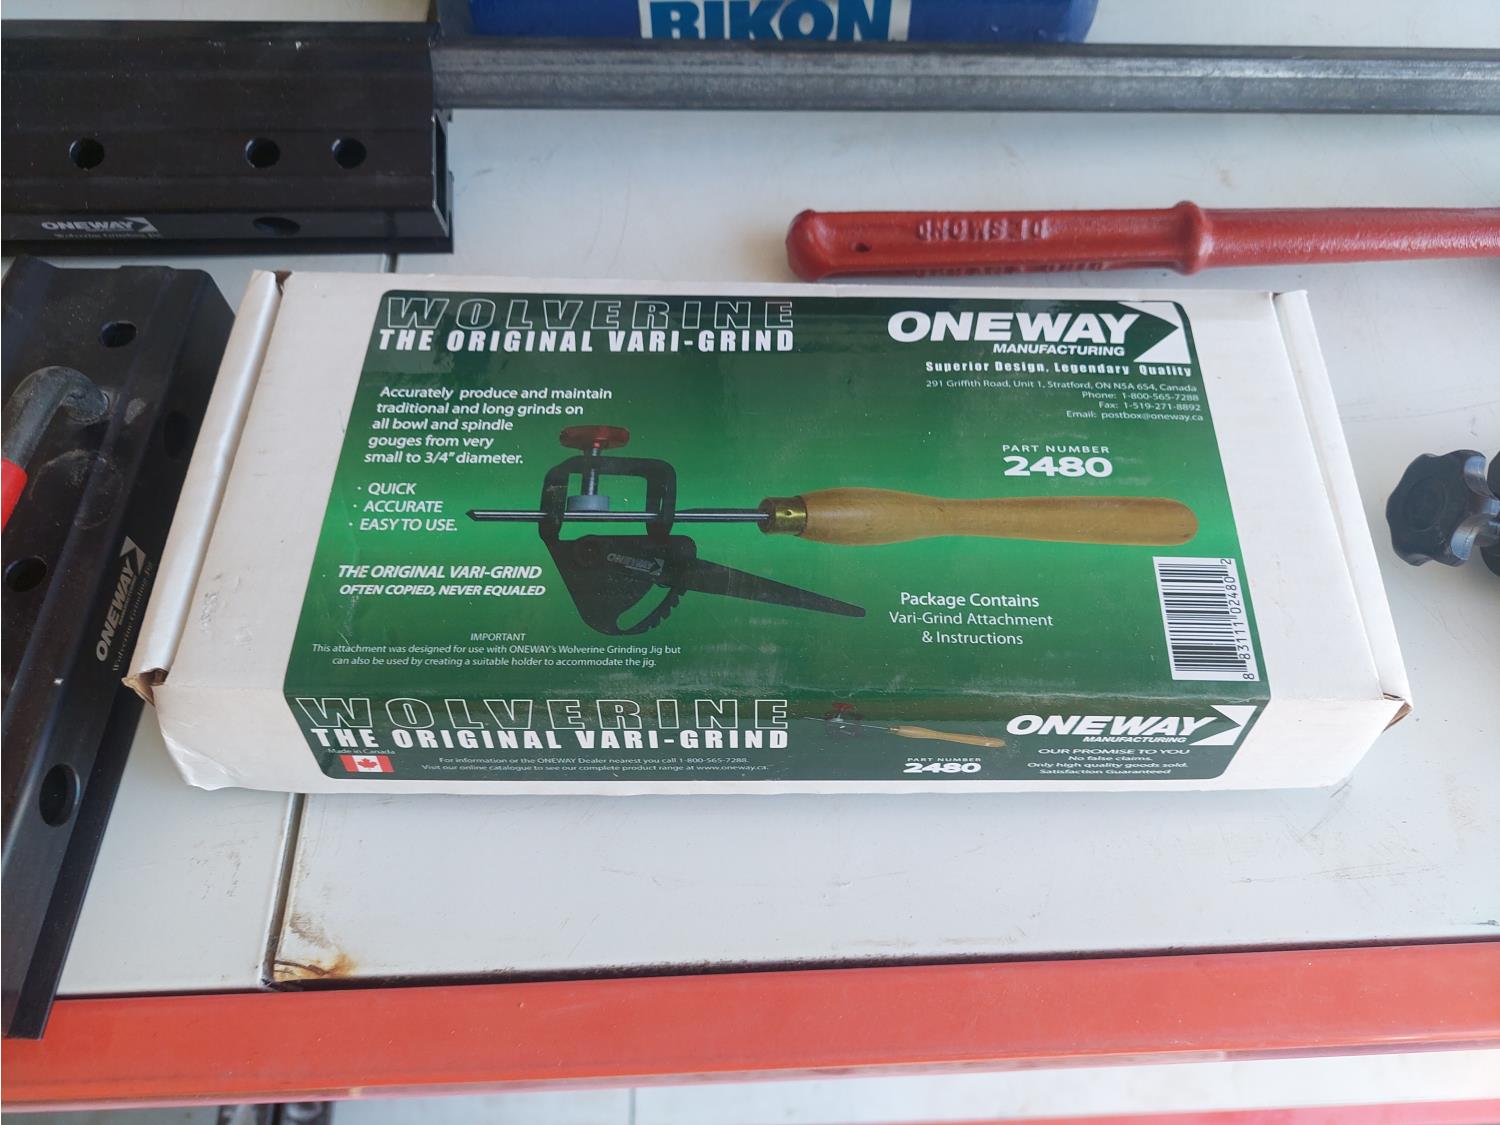 RIKON
ONEWAY
Wolverine Grinding Jig
DESMOND
WOLVERINE
THE ORIGINAL VARI-GRIND
ONEWAY
MANUFACTURING
Superior Design, Legendary Quality
291 Griffith Road, Unit 1, Stratford, ON N5A 6S4, Canada
Phone: 1-800-565-7288
Fax: 1-519-271-8892
Email: postbox@oneway.ca
Accurately produce and maintain
traditional and long grinds on
all bowl and spindle
gouges from very
small to 3/4" diameter.
· QUICK
· ACCURATE
· EASY TO USE.
PART NUMBER
2480
THE ORIGINAL VARI-GRIND
OFTEN COPIED, NEVER EQUALED
ONEWAY
Package Contains
Vari-Grind Attachment
& Instructions
8 83111 02480 2
IMPORTANT
This attachment was designed for use with ONEWAY's Wolverine Grinding Jig but
can also be used by creating a suitable holder to accommodate the jig.
ONEWAY
Wolverine Grinding Jig
WOLVERINE
THE ORIGINAL VARI-GRIND
Made in Canada
For information or the ONEWAY Dealer nearest you call 1-800-565-7288.
Visit our online catalogue to see our complete product range at www.oneway.ca.
PART NUMBER
2480
ONEWAY
MANUFACTURING
OUR PROMISE TO YOU
No false claims.
Only high quality goods sold.
Satisfaction Guaranteed